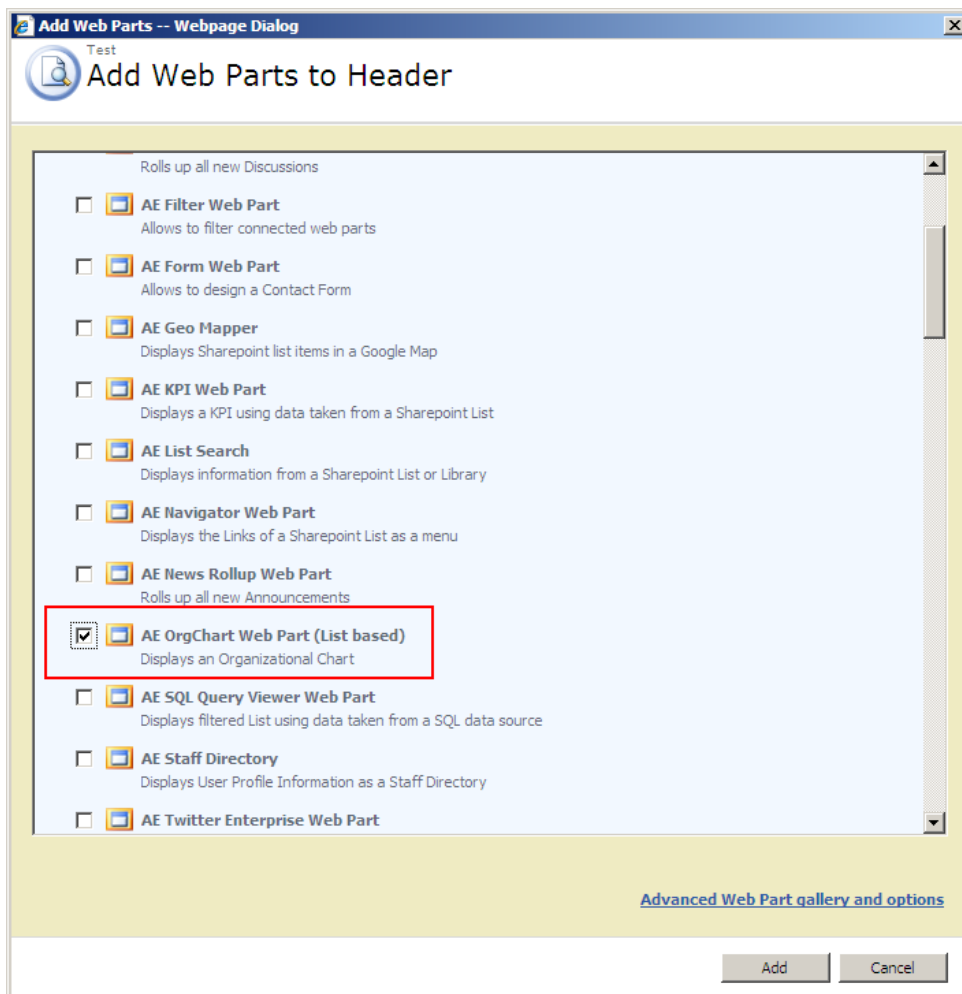 Add Web Parts -- Webpage Dialog
Test
Add Web Parts to Header
Rolls up all new Discussions
AE Filter Web Part
Allows to filter connected web parts
AE Form Web Part
Allows to design a Contact Form
AE Geo Mapper
Displays Sharepoint list items in a Google Map
AE KPI Web Part
Displays a KPI using data taken from a Sharepoint List
AE List Search
Displays information from a Sharepoint List or Library
AE Navigator Web Part
Displays the Links of a Sharepoint List as a menu
AE News Rollup Web Part
Rolls up all new Announcements
AE OrgChart Web Part (List based)
Displays an Organizational Chart
AE SQL Query Viewer Web Part
Displays filtered List using data taken from a SQL data source
AE Staff Directory
Displays User Profile Information as a Staff Directory
AE Twitter Enterprise Web Part
Advanced Web Part gallery and options
Add Cancel